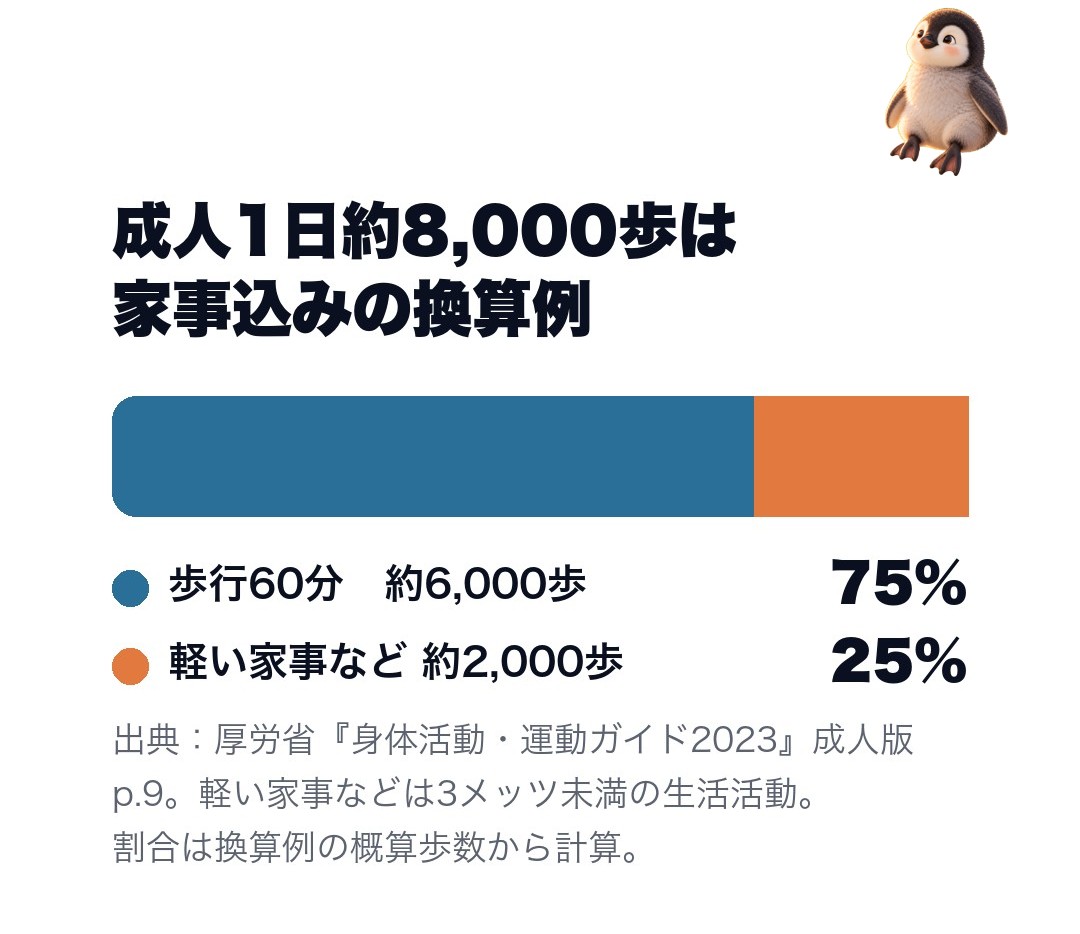 成人1日約8,000歩は
家事込みの換算例
歩行60分　約6,000歩 75%
軽い家事など 約2,000歩 25%
出典：厚労省『身体活動・運動ガイド2023』成人版
p.9。軽い家事などは3メッツ未満の生活活動。
割合は換算例の概算歩数から計算。